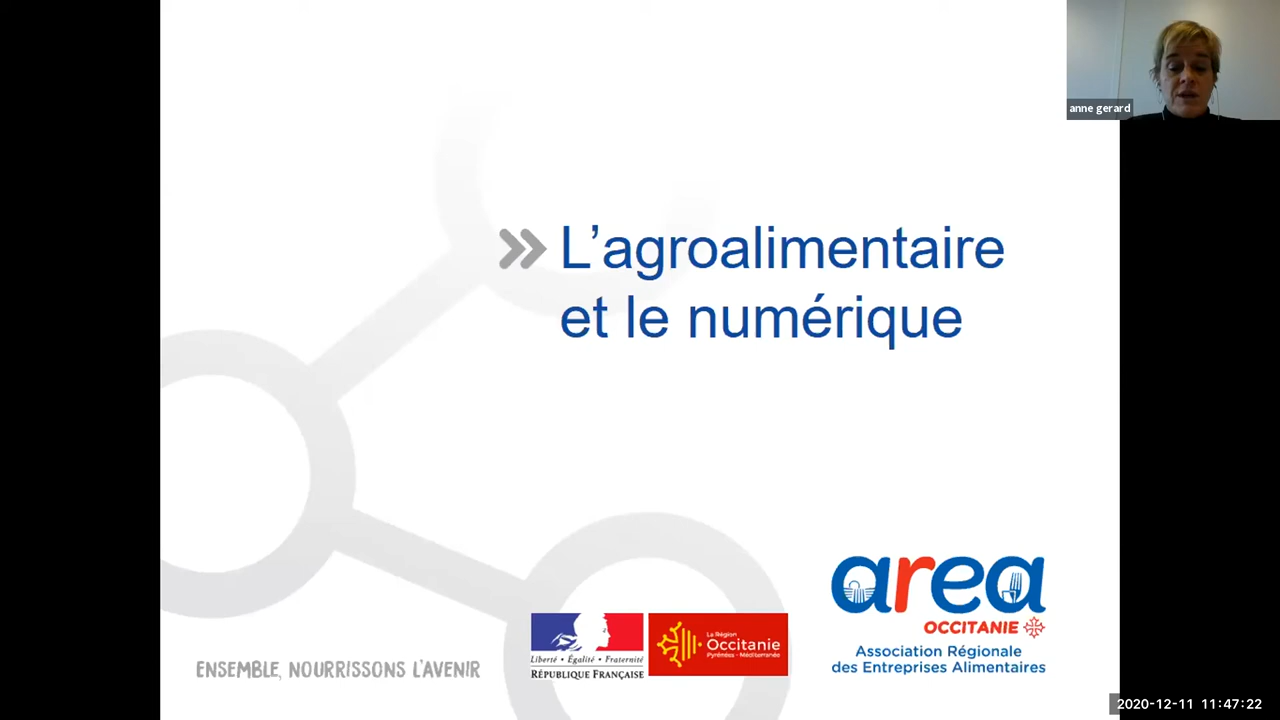 anne gerard
L'agroalimentaire
et le numérique
area
OCCITANIE
Association Régionale
des Entreprises Alimentaires
La Région
Occitanie
Pyrénées - Méditerranée
Liberté • Égalité • Fraternité
RÉPUBLIQUE FRANÇAISE
ENSEMBLE, NOURRISSONS L'AVENIR
2020-12-11 11:47:22